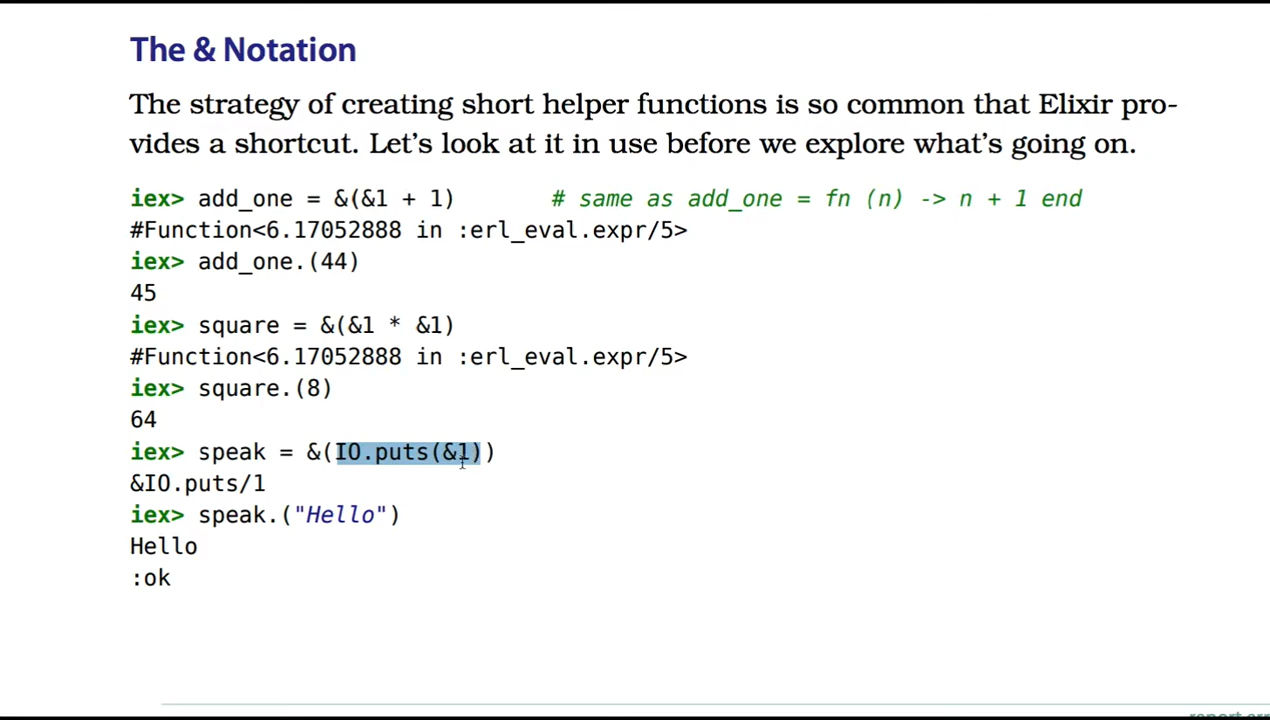 The & Notation
The strategy of creating short helper functions is so common that Elixir pro-
vides a shortcut. Let's look at it in use before we explore what's going on.
iex> add_one = &(&1 + 1) # same as add_one = fn (n) -> n + 1 end
#Function<6.17052888 in :erl_eval.expr/5>
iex> add_one.(44)
45
iex> square = &(&1 * &1)
#Function<6.17052888 in :erl_eval.expr/5>
iex> square.(8)
64
iex> speak = &(IO.puts(&1))
&IO.puts/1
iex> speak.("Hello")
Hello
:ok